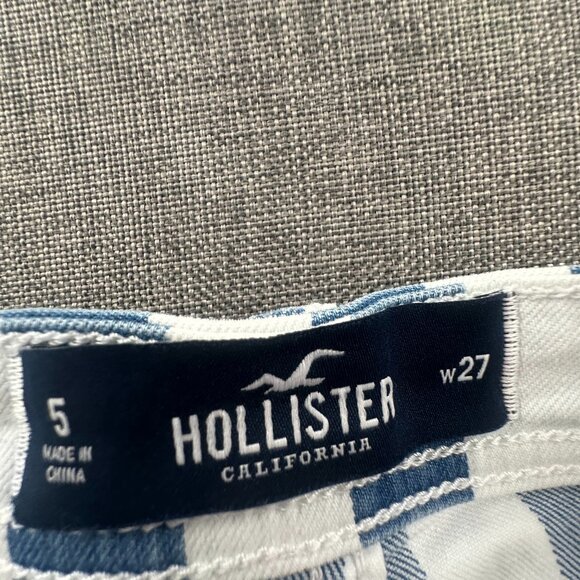 5
MADE IN
CHINA
HOLLISTER
CALIFORNIA
W27